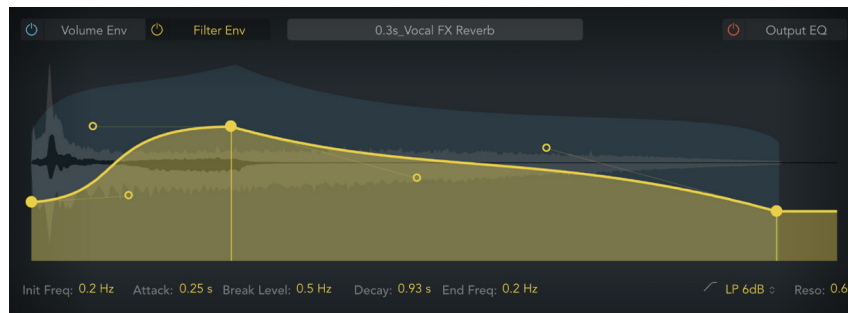 Volume Env Filter Env 0.3s_Vocal FX Reverb Output EQ
Init Freq: 0.2 Hz Attack: 0.25 s Break Level: 0.5 Hz Decay: 0.93 s End Freq: 0.2 Hz LP 6dB Reso: 0.6